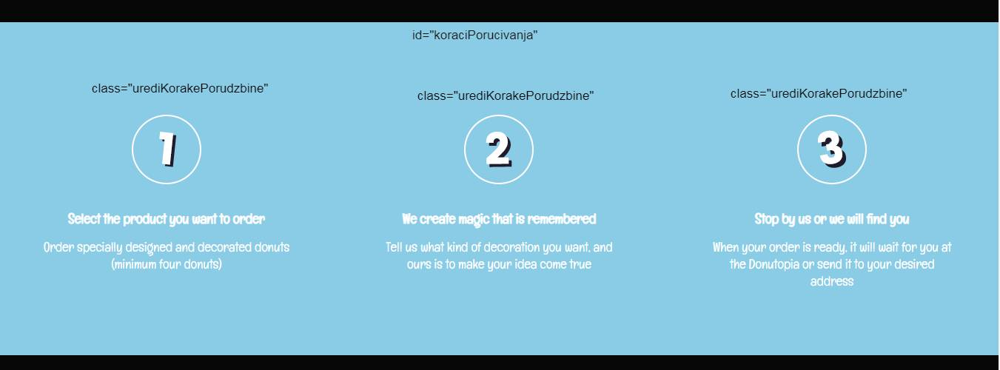 id="koraciPorucivanja"
class="urediKorakePorudzbine"
class="urediKorakePorudzbine"
class="urediKorakePorudzbine"
1
2
3
Select the product you want to order
Order specially designed and decorated donuts
(minimum four donuts)
We create magic that is remembered
Tell us what kind of decoration you want, and
ours is to make your idea come true
Stop by us or we will find you
When your order is ready, it will wait for you at
the Donutopia or send it to your desired
address